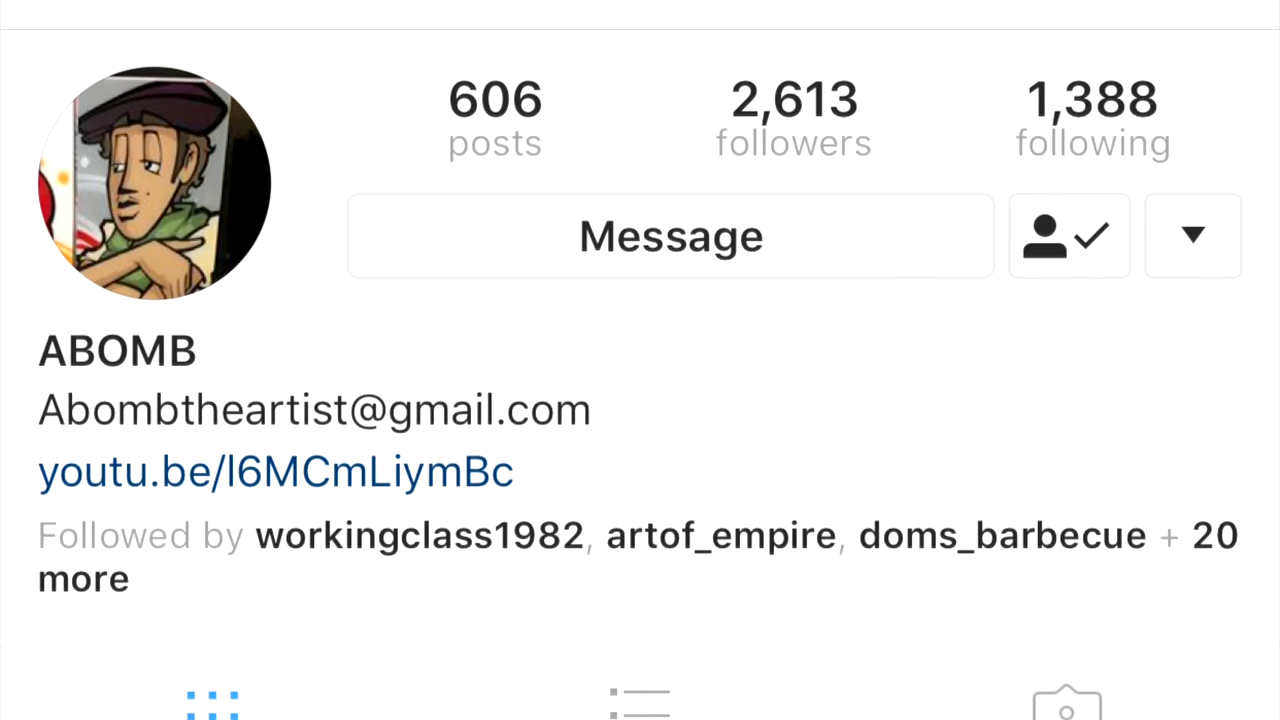 606 2,613 1,388
posts followers following
Message
ABOMB
Abombtheartist@gmail.com
youtu.be/l6MCmLiymBc
Followed by workingclass1982, artof_empire, doms_barbecue + 20
more